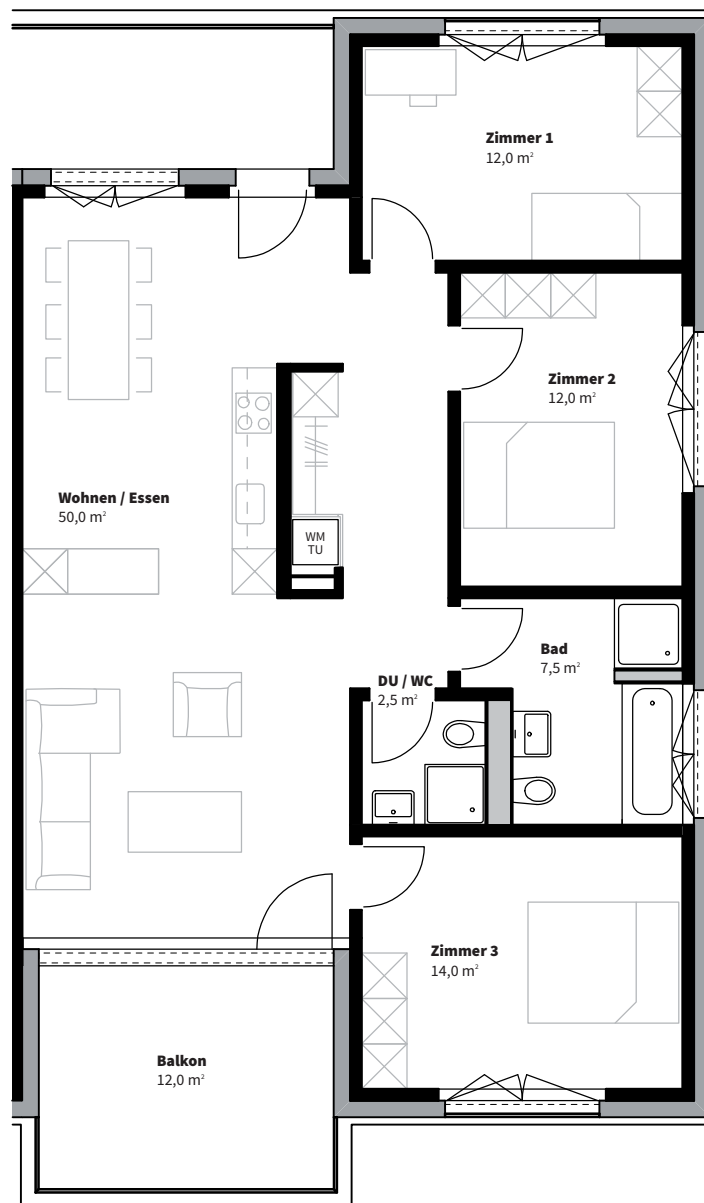 Zimmer 1
12,0 m²
Zimmer 2
12,0 m²
Wohnen / Essen
50,0 m²
WM
TU
Bad
7,5 m²
DU / WC
2,5 m²
Zimmer 3
14,0 m²
Balkon
12,0 m²